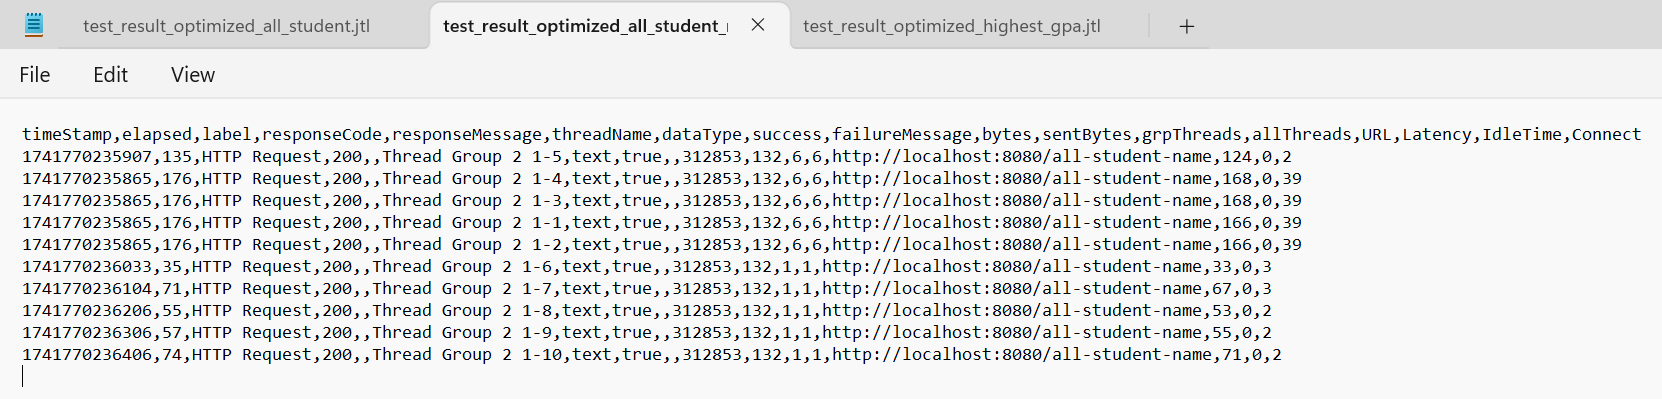 test_result_optimized_all_student.jtl
test_result_optimized_all_student_
test_result_optimized_highest_gpa.jtl
File Edit View
timeStamp,elapsed,label,responseCode,responseMessage,threadName,dataType,success,failureMessage,bytes,sentBytes,grpThreads,allThreads,URL,Latency,IdleTime,Connect
1741770235907,135,HTTP Request,200,,Thread Group 2 1-5,text,true,,312853,132,6,6,http://localhost:8080/all-student-name,124,0,2
1741770235865,176,HTTP Request,200,,Thread Group 2 1-4,text,true,,312853,132,6,6,http://localhost:8080/all-student-name,168,0,39
1741770235865,176,HTTP Request,200,,Thread Group 2 1-3,text,true,,312853,132,6,6,http://localhost:8080/all-student-name,168,0,39
1741770235865,176,HTTP Request,200,,Thread Group 2 1-1,text,true,,312853,132,6,6,http://localhost:8080/all-student-name,166,0,39
1741770235865,176,HTTP Request,200,,Thread Group 2 1-2,text,true,,312853,132,6,6,http://localhost:8080/all-student-name,166,0,39
1741770236033,35,HTTP Request,200,,Thread Group 2 1-6,text,true,,312853,132,1,1,http://localhost:8080/all-student-name,33,0,3
1741770236104,71,HTTP Request,200,,Thread Group 2 1-7,text,true,,312853,132,1,1,http://localhost:8080/all-student-name,67,0,3
1741770236206,55,HTTP Request,200,,Thread Group 2 1-8,text,true,,312853,132,1,1,http://localhost:8080/all-student-name,53,0,2
1741770236306,57,HTTP Request,200,,Thread Group 2 1-9,text,true,,312853,132,1,1,http://localhost:8080/all-student-name,55,0,2
1741770236406,74,HTTP Request,200,,Thread Group 2 1-10,text,true,,312853,132,1,1,http://localhost:8080/all-student-name,71,0,2